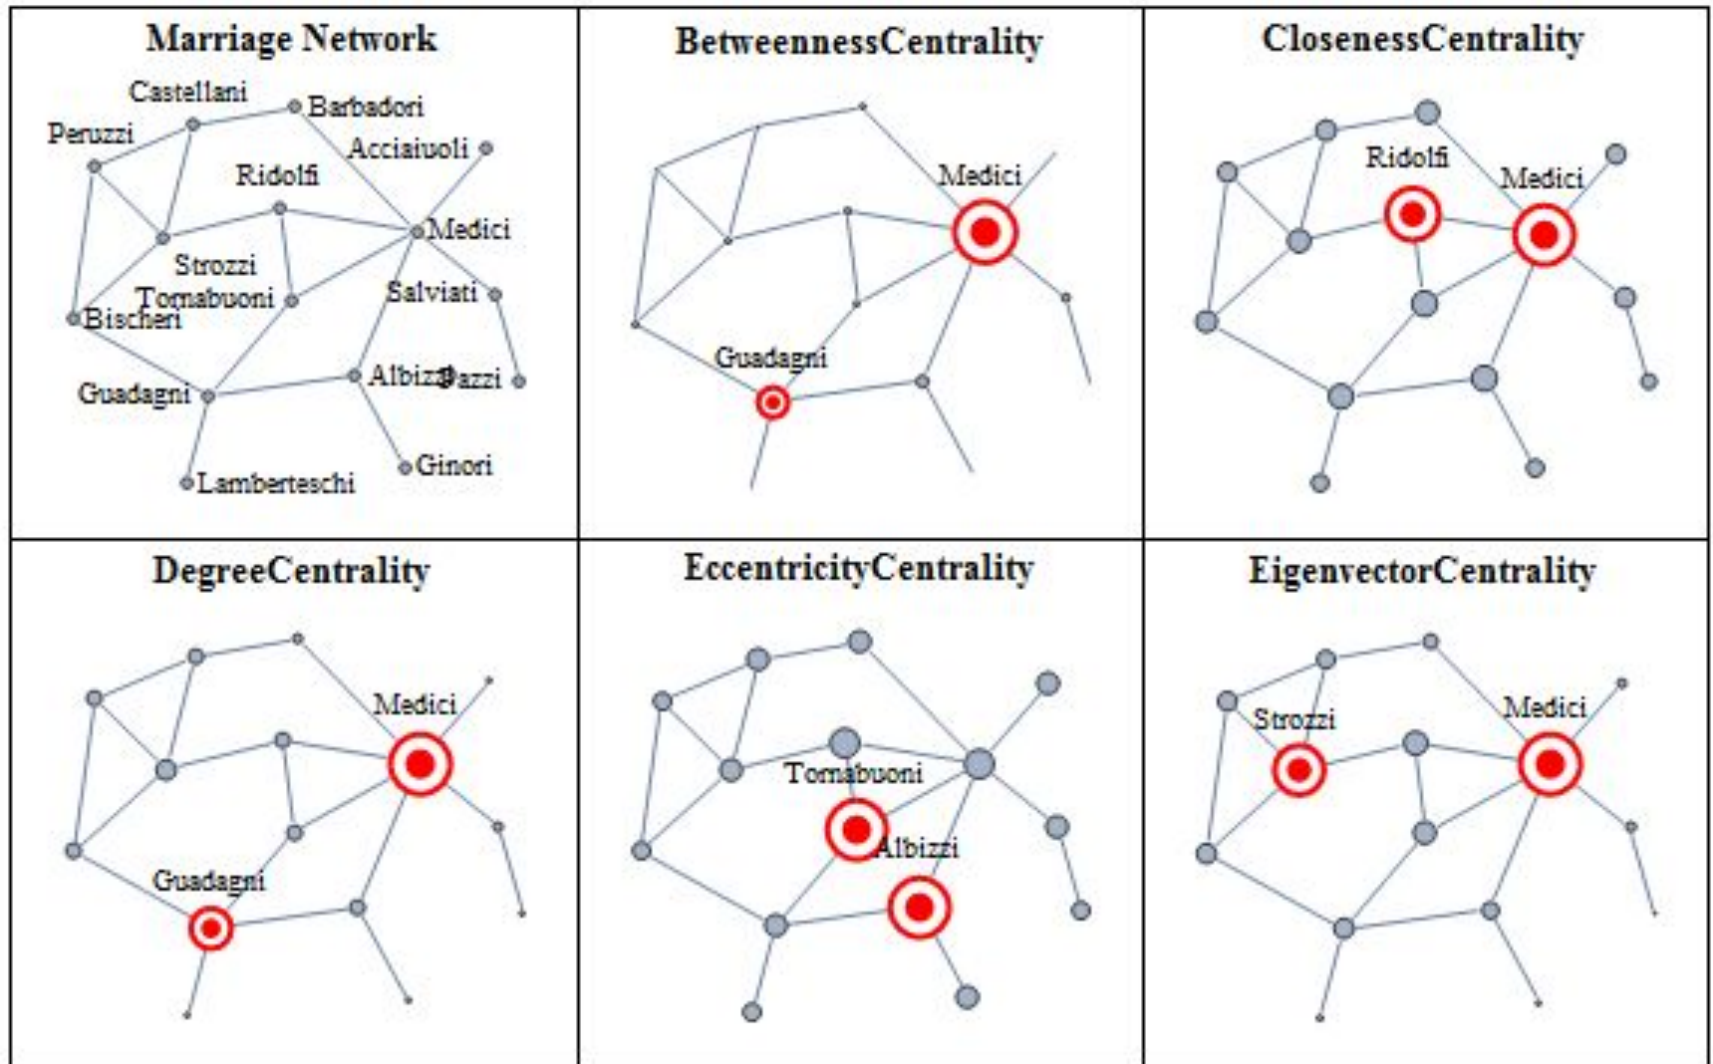 Marriage Network
Castellani
Barbadori
Peruzzi
Acciaiuoli
Ridolfi
Medici
Strozzi
Tornabuoni
Salviati
Bischeri
Albizzi
Pazzi
Guadagni
Ginori
Lamberteschi
BetweennessCentrality
Medici
Guadagni
ClosenessCentrality
Ridolfi
Medici
DegreeCentrality
Medici
Guadagni
EccentricityCentrality
Tornabuoni
Albizzi
EigenvectorCentrality
Strozzi
Medici